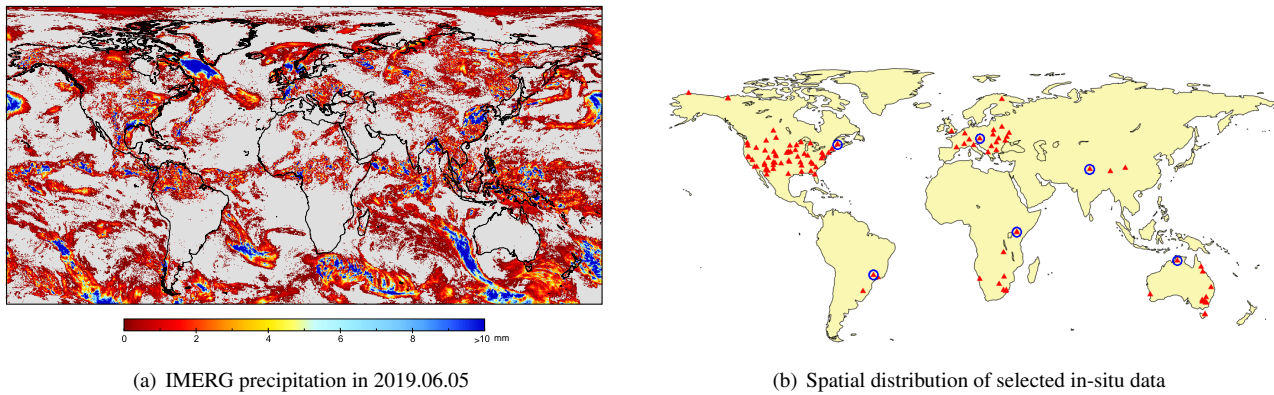 0 2 4 6 8 >10 mm
(a) IMERG precipitation in 2019.06.05
(b) Spatial distribution of selected in-situ data